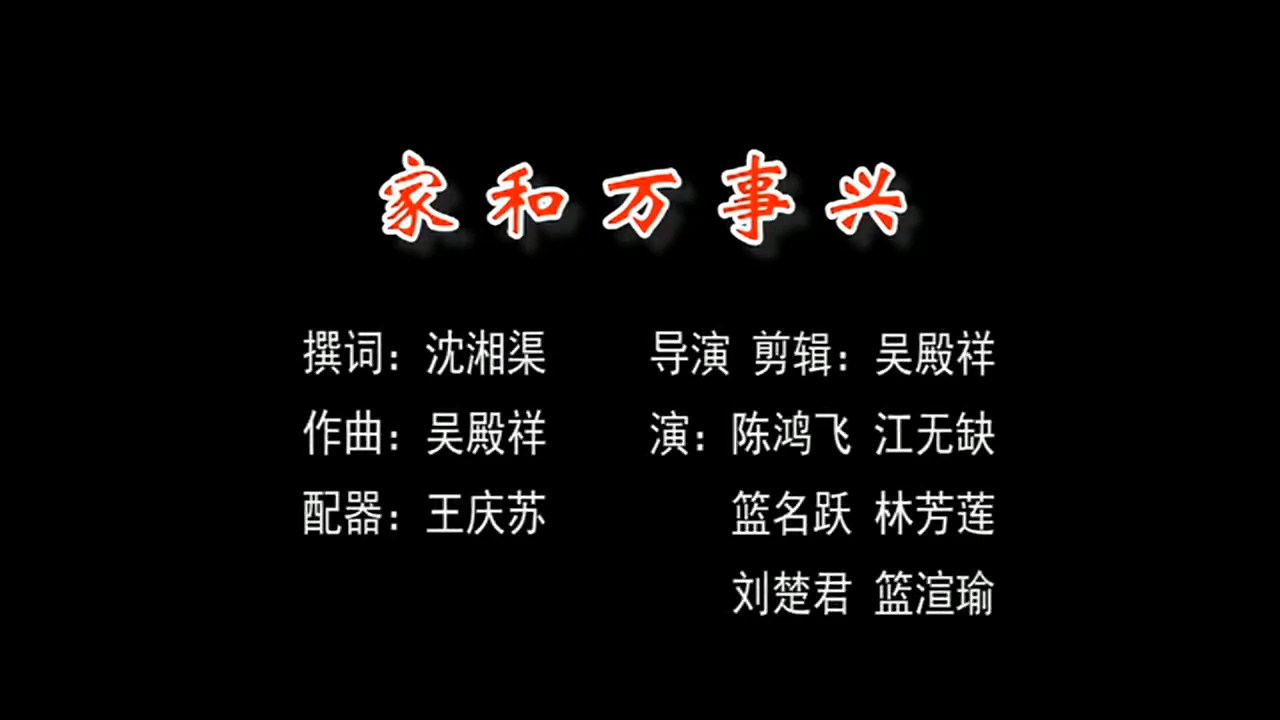 家和万事兴
撰词：沈湘渠
作曲：吴殿祥
配器：王庆苏
导演 剪辑：吴殿祥
演：陈鸿飞 江无缺
篮名跃 林芳莲
刘楚君 篮渲瑜